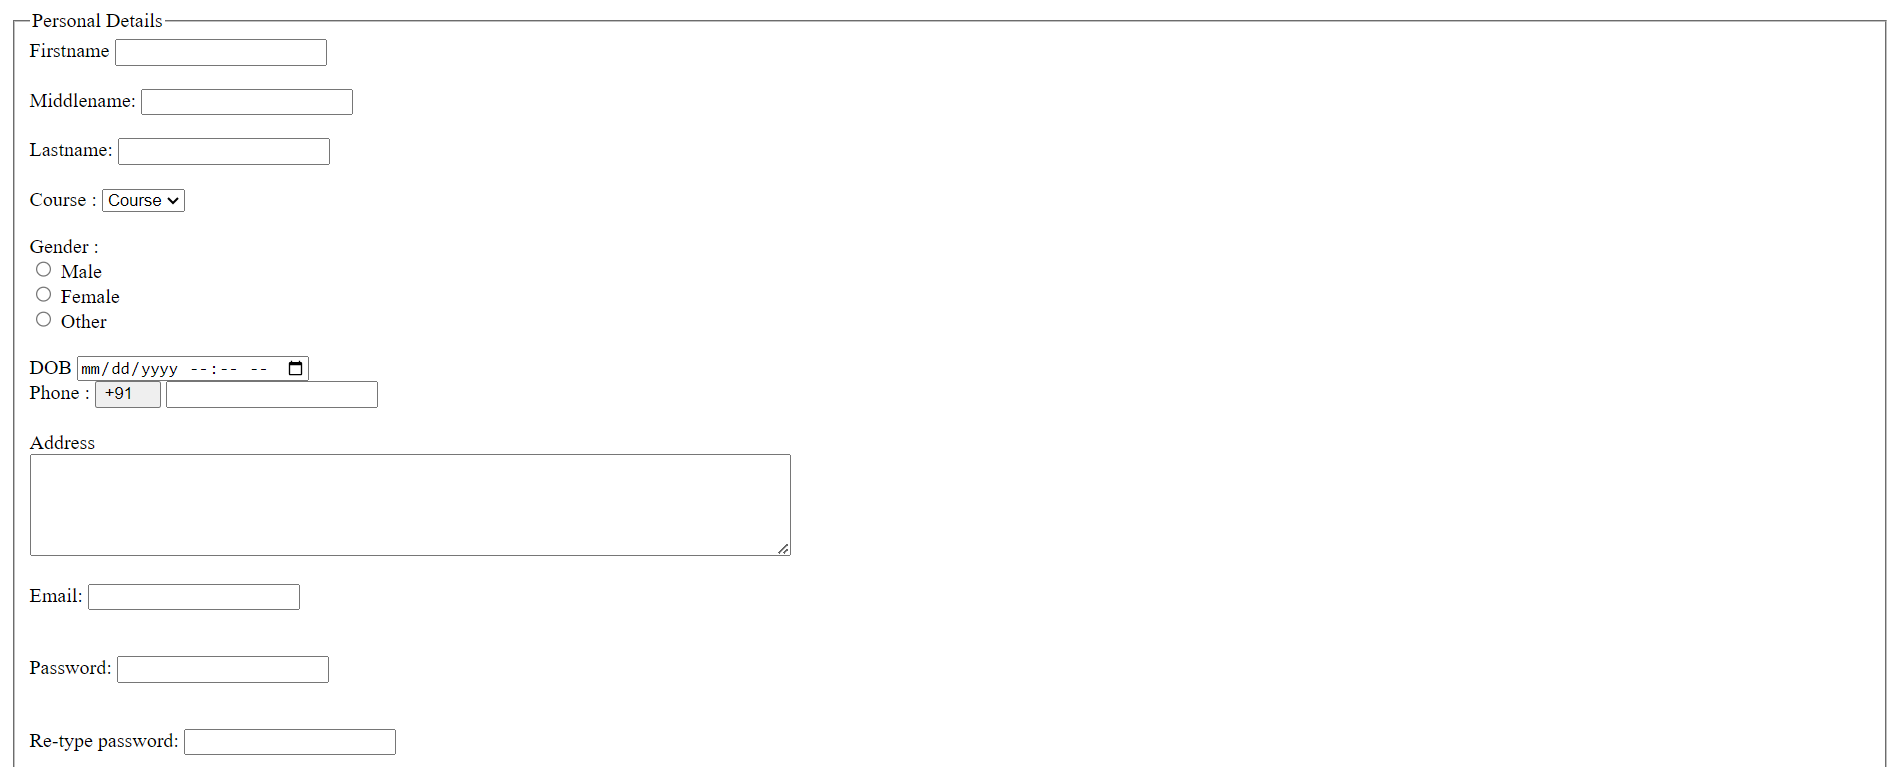 Personal Details
Firstname
Middlename:
Lastname:
Course : Course
Gender :
Male
Female
Other
DOB mm/dd/yyyy --:-- --
Phone : +91
Address
Email:
Password:
Re-type password: